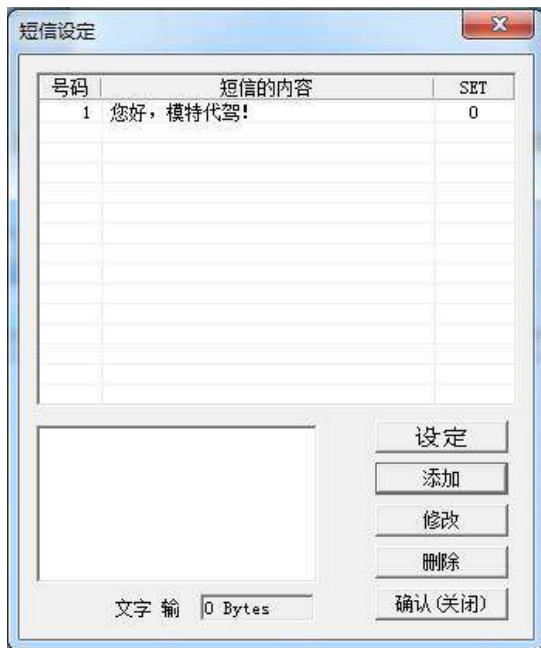 短信设定
号码 短信的内容 SET
1 您好，模特代驾! 0
设定
添加
修改
删除
文字 输 0 Bytes
确认(关闭)